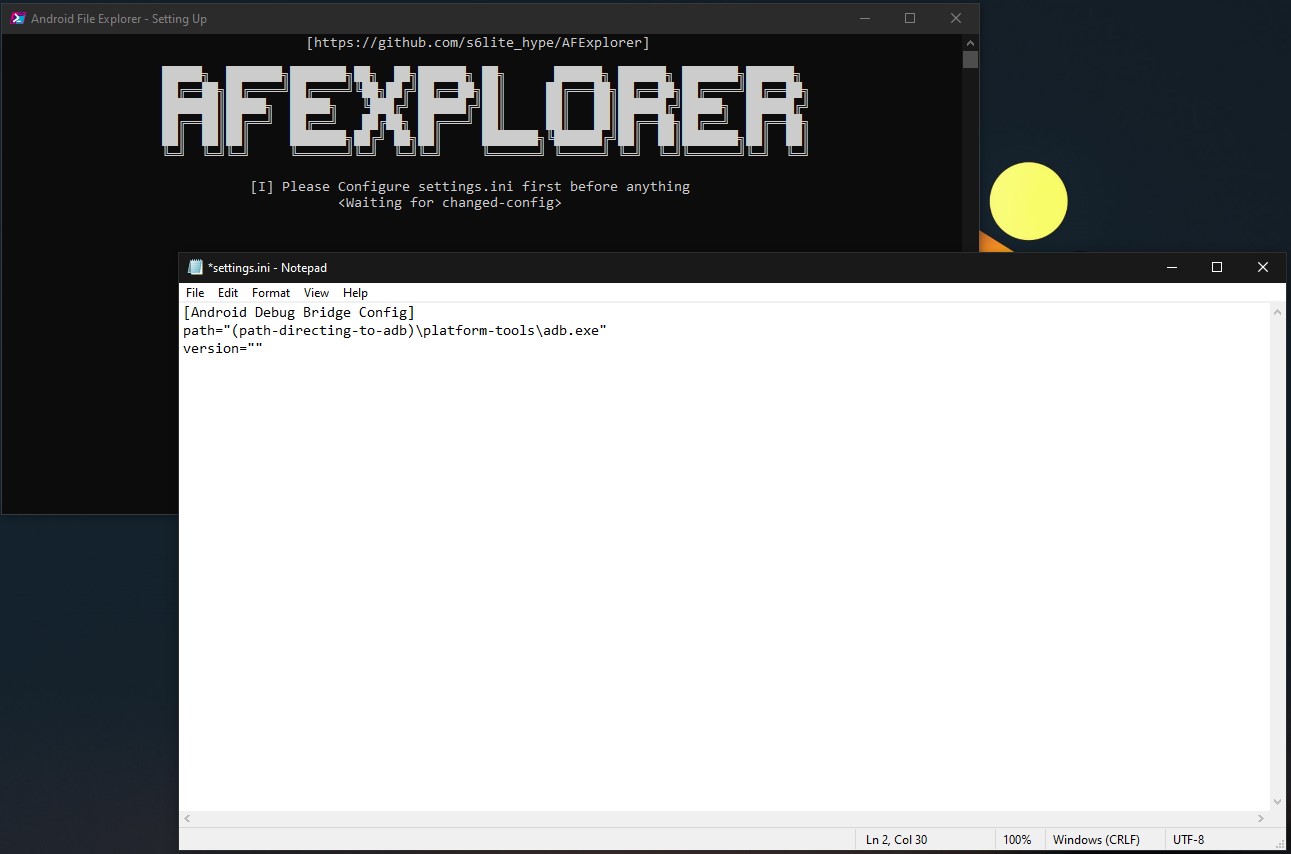 Android File Explorer - Setting Up
[https://github.com/s6lite_hype/AFExplorer]
AFEXPLORER
[I] Please Configure settings.ini first before anything
<Waiting for changed-config>
*settings.ini - Notepad
File Edit Format View Help
[Android Debug Bridge Config]
path="(path-directing-to-adb)\platform-tools\adb.exe"
version=""
Ln 2, Col 30 100% Windows (CRLF) UTF-8